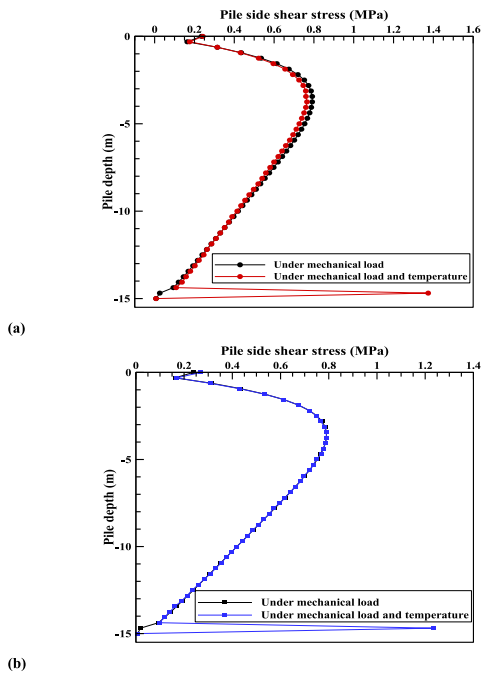 Pile side shear stress (MPa)
0 0.2 0.4 0.6 0.8 1 1.2 1.4 1.6
Pile depth (m)
0
-5
-10
-15
Under mechanical load
Under mechanical load and temperature
(a)
Pile side shear stress (MPa)
0 0.2 0.4 0.6 0.8 1 1.2 1.4
Pile depth (m)
0
-5
-10
-15
Under mechanical load
Under mechanical load and temperature
(b)